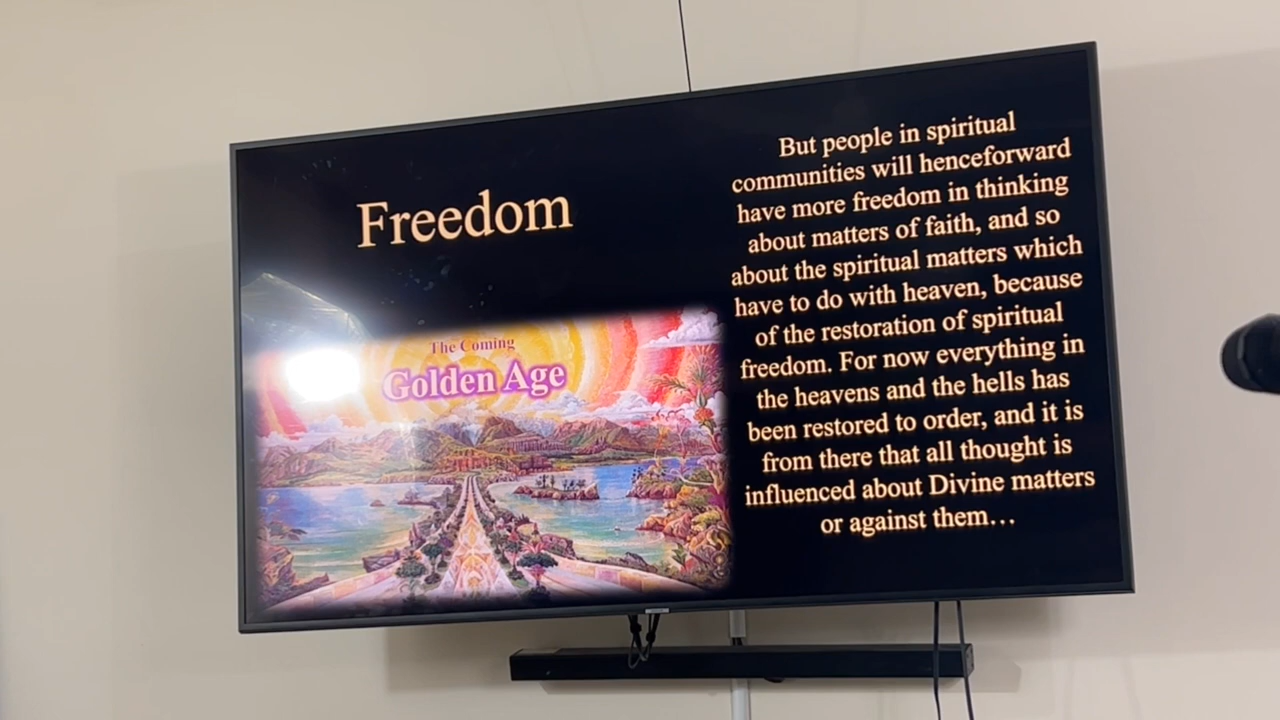 Freedom
The Coming
Golden Age
But people in spiritual
communities will henceforward
have more freedom in thinking
about matters of faith, and so
about the spiritual matters which
have to do with heaven, because
of the restoration of spiritual
freedom. For now everything in
the heavens and the hells has
been restored to order, and it is
from there that all thought is
influenced about Divine matters
or against them…